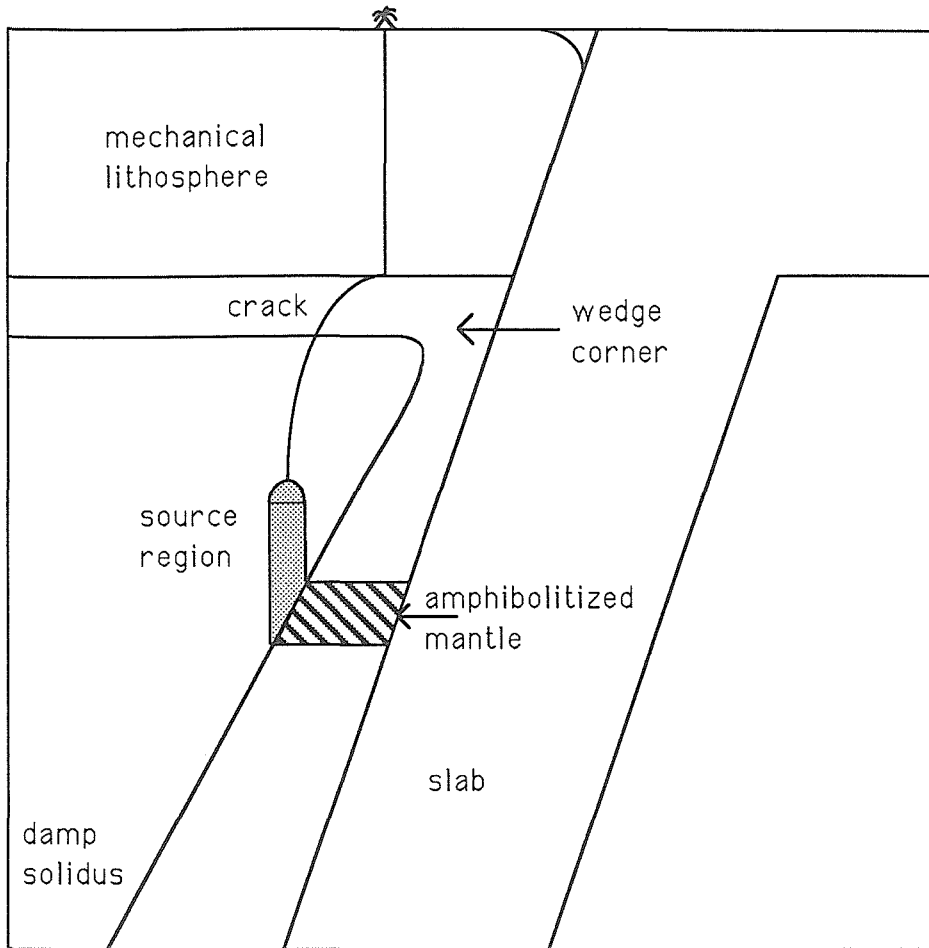 mechanical
lithosphere
crack
wedge
corner
source
region
amphibolitized
mantle
slab
damp
solidus